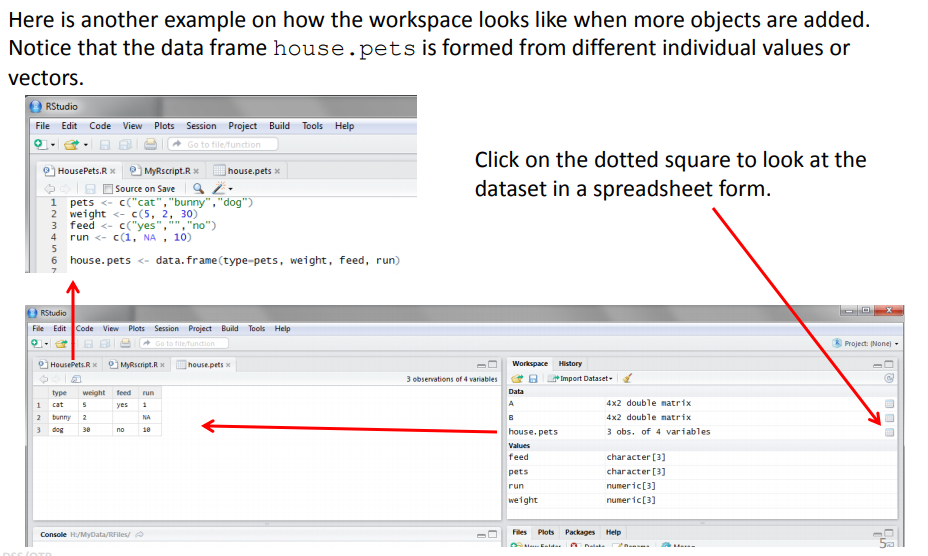 Here is another example on how the workspace looks like when more objects are added.
Notice that the data frame house.pets is formed from different individual values or
vectors.
RStudio
File Edit Code View Plots Session Project Build Tools Help
Go to file/function
HousePets.R × MyRscript.R × house.pets ×
Source on Save
1 pets <- c("cat","bunny","dog")
2 weight <- c(5, 2, 30)
3 feed <- c("yes","","no")
4 run <- c(1, NA , 10)
5
6 house.pets <- data.frame(type=pets, weight, feed, run)
7
Click on the dotted square to look at the
dataset in a spreadsheet form.
RStudio
File Edit Code View Plots Session Project Build Tools Help
Go to file/function
Project: (None)
HousePets.R × MyRscript.R × house.pets ×
3 observations of 4 variables
type weight feed run
1 cat 5 yes 1
2 bunny 2 NA
3 dog 30 no 10
Console H:/MyData/RFiles/
Workspace History
Import Dataset
Data
A 4x2 double matrix
B 4x2 double matrix
house.pets 3 obs. of 4 variables
Values
feed character[3]
pets character[3]
run numeric[3]
weight numeric[3]
Files Plots Packages Help
New Folder Delete Rename More
5